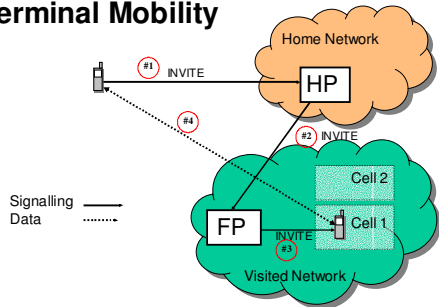 erminal Mobility
Home Network
#1
INVITE
HP
#4
#2
INVITE
Cell 2
Signalling
Data
FP
INVITE
Cell 1
#3
Visited Network